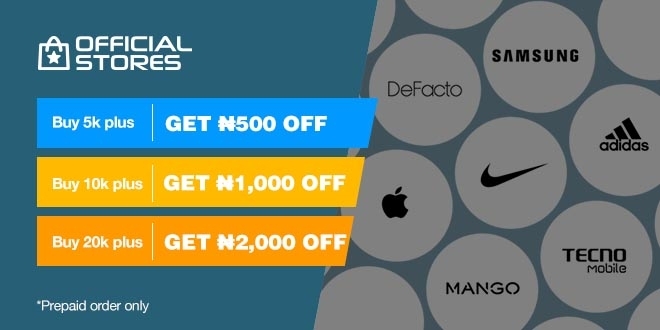 OFFICIAL
STORES
Buy 5k plus
GET ₦500 OFF
Buy 10k plus
GET ₦1,000 OFF
Buy 20k plus
GET ₦2,000 OFF
*Prepaid order only
SAMSUNG
DeFacto
adidas
TECNO
mobile
MANGO